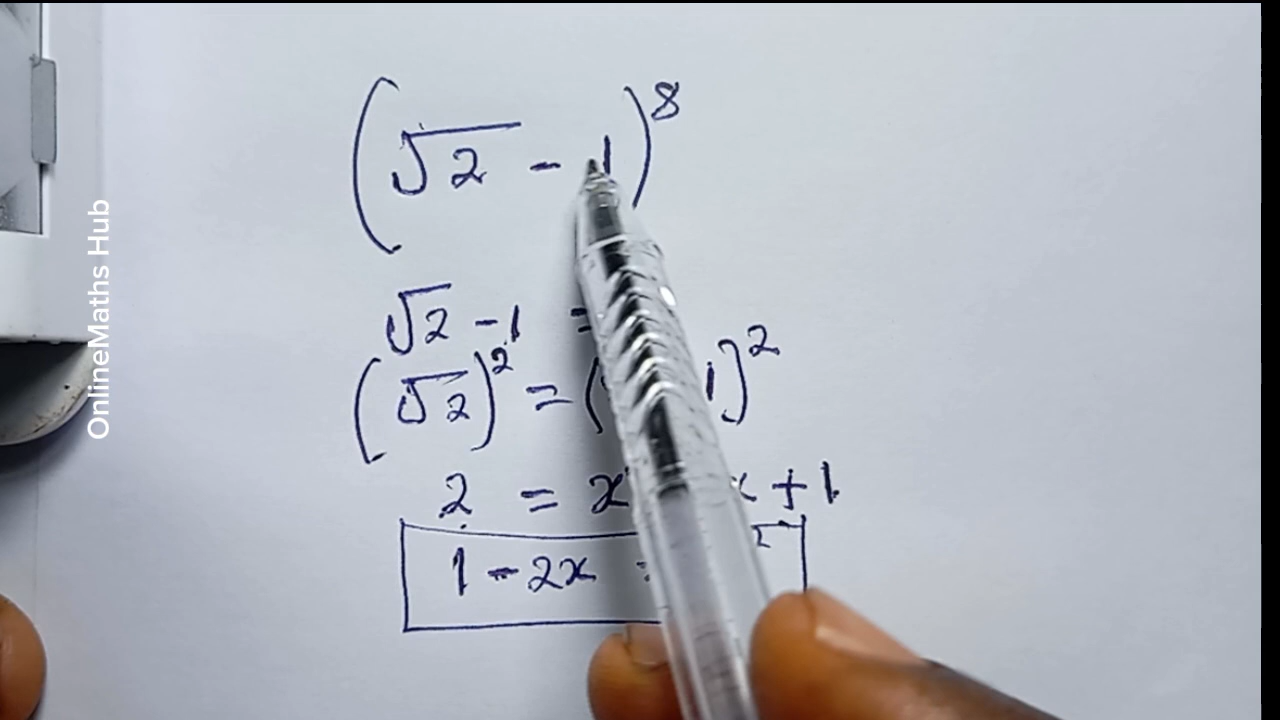 (√2 - 1)^8
√2 - 1 =
(√2)^2 = ( 1)^2
2 = x + 1
1 - 2x
OnlineMaths Hub